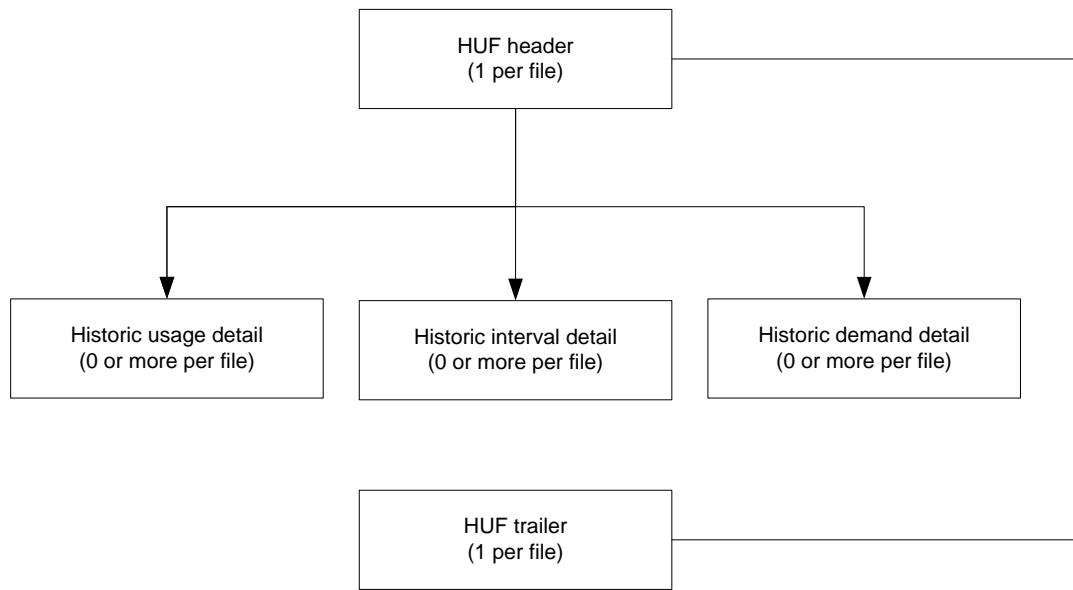 HUF header
(1 per file)
Historic usage detail
(0 or more per file)
Historic interval detail
(0 or more per file)
Historic demand detail
(0 or more per file)
HUF trailer
(1 per file)